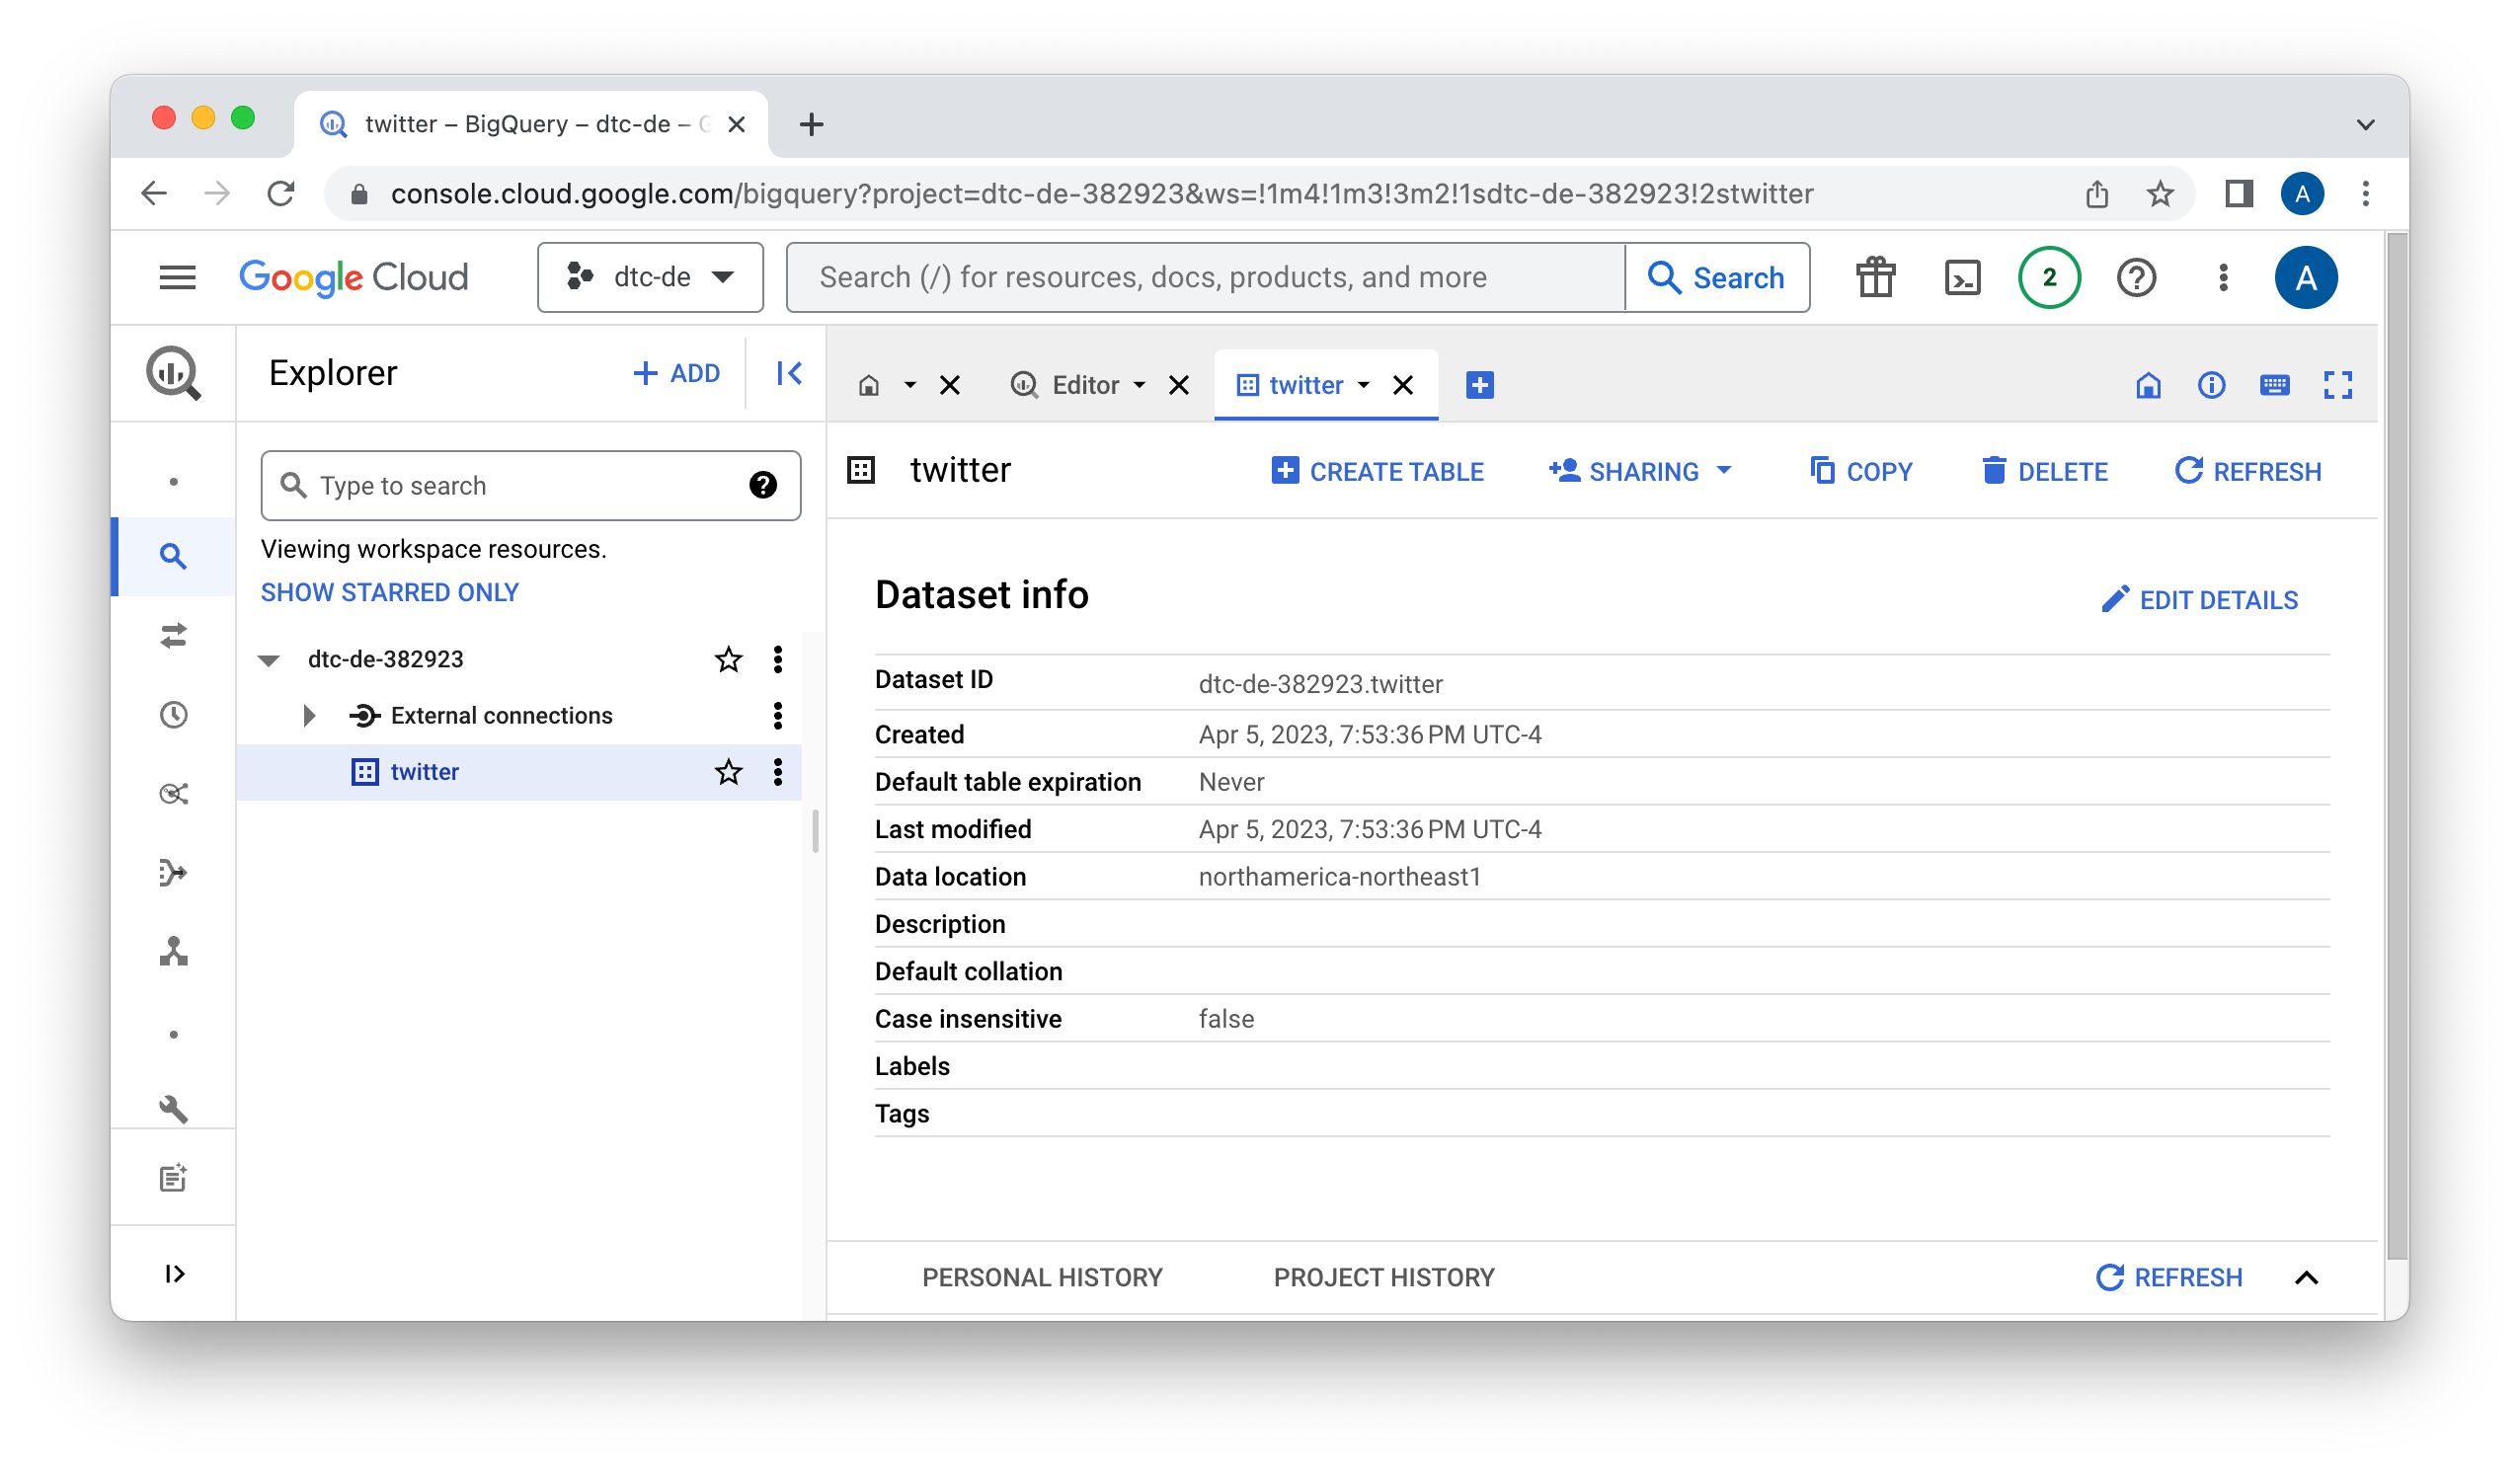 twitter – BigQuery – dtc-de – G
console.cloud.google.com/bigquery?project=dtc-de-382923&ws=!1m4!1m3!3m2!1sdtc-de-382923!2stwitter
A
Google Cloud
dtc-de
Search (/) for resources, docs, products, and more
Search
2
A
Explorer
ADD
Editor
twitter
Type to search
Viewing workspace resources.
SHOW STARRED ONLY
dtc-de-382923
External connections
twitter
twitter
CREATE TABLE
SHARING
COPY
DELETE
REFRESH
Dataset info
EDIT DETAILS
Dataset ID dtc-de-382923.twitter
Created Apr 5, 2023, 7:53:36 PM UTC-4
Default table expiration Never
Last modified Apr 5, 2023, 7:53:36 PM UTC-4
Data location northamerica-northeast1
Description
Default collation
Case insensitive false
Labels
Tags
PERSONAL HISTORY
PROJECT HISTORY
REFRESH